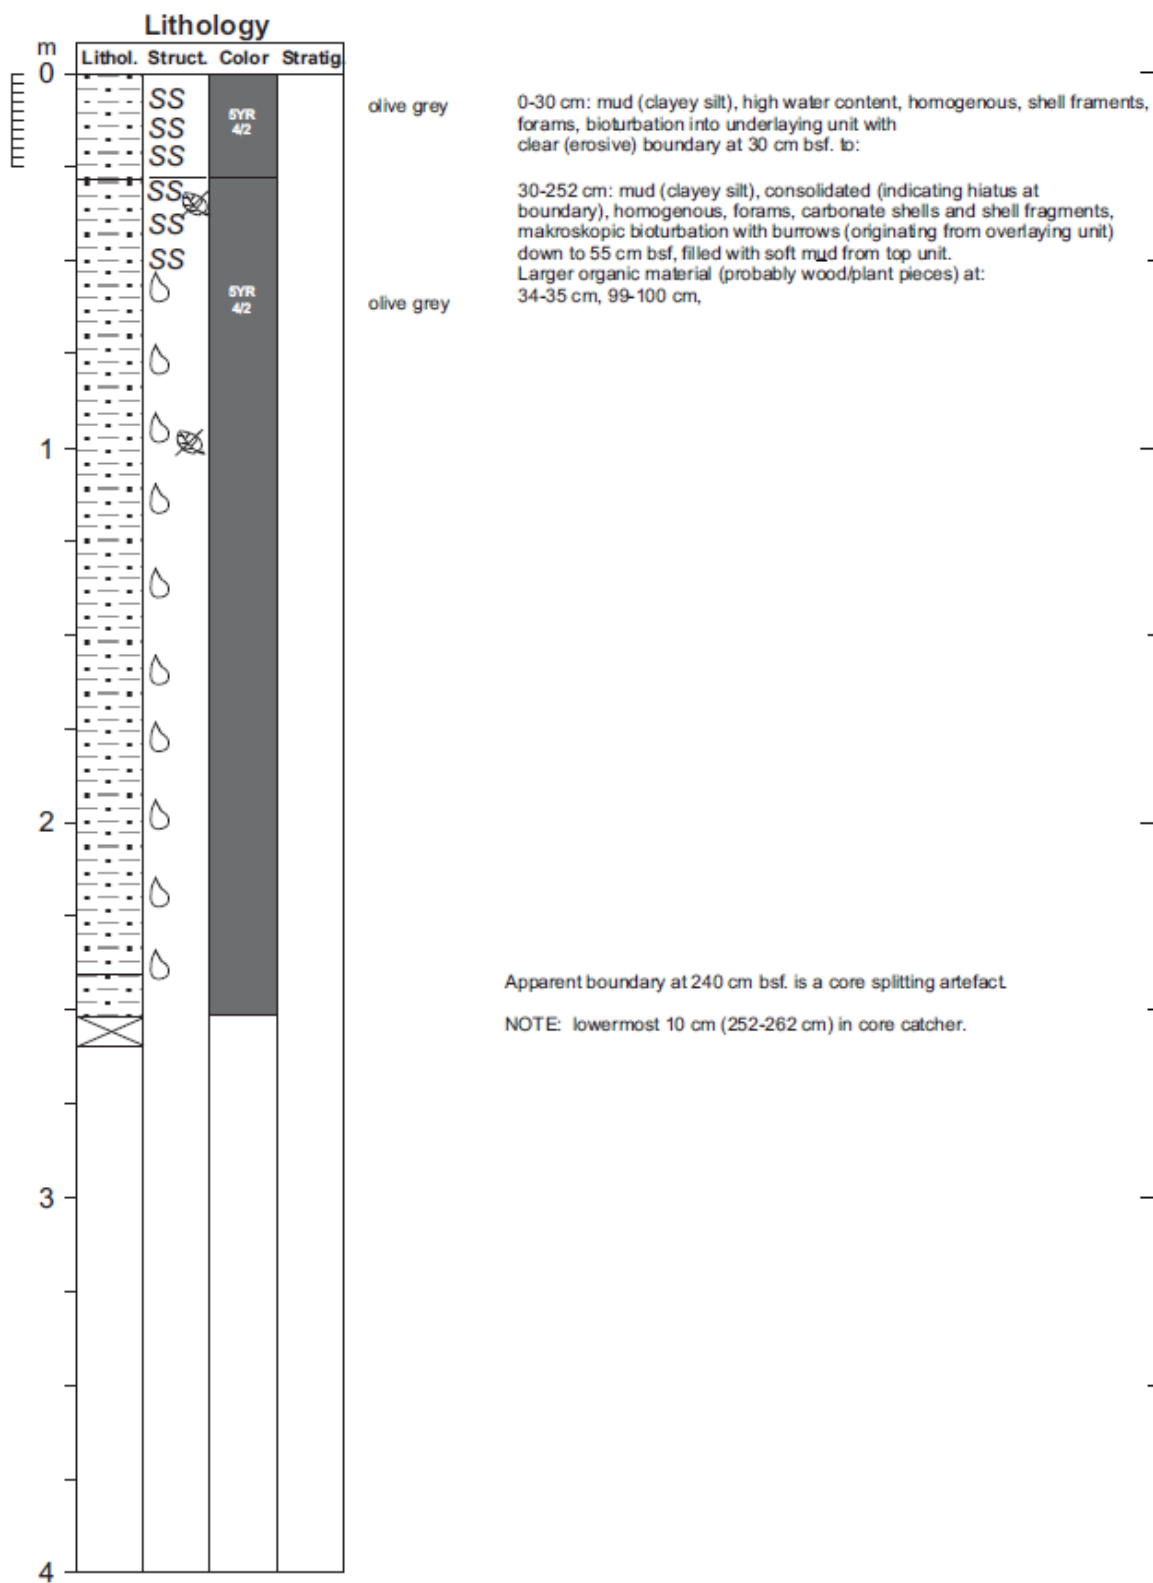 Lithology
m
Lithol. Struct. Color Stratig.
0
SS
SS
SS
SS
SS
SS
5YR
4/2
5YR
4/2
1
2
3
4
olive grey
0-30 cm: mud (clayey silt), high water content, homogenous, shell framents,
forams, bioturbation into underlaying unit with
clear (erosive) boundary at 30 cm bsf. to:
30-252 cm: mud (clayey silt), consolidated (indicating hiatus at
boundary), homogenous, forams, carbonate shells and shell fragments,
makroskopic bioturbation with burrows (originating from overlaying unit)
down to 55 cm bsf, filled with soft mud from top unit.
Larger organic material (probably wood/plant pieces) at:
olive grey
34-35 cm, 99-100 cm,
Apparent boundary at 240 cm bsf. is a core splitting artefact.
NOTE: lowermost 10 cm (252-262 cm) in core catcher.